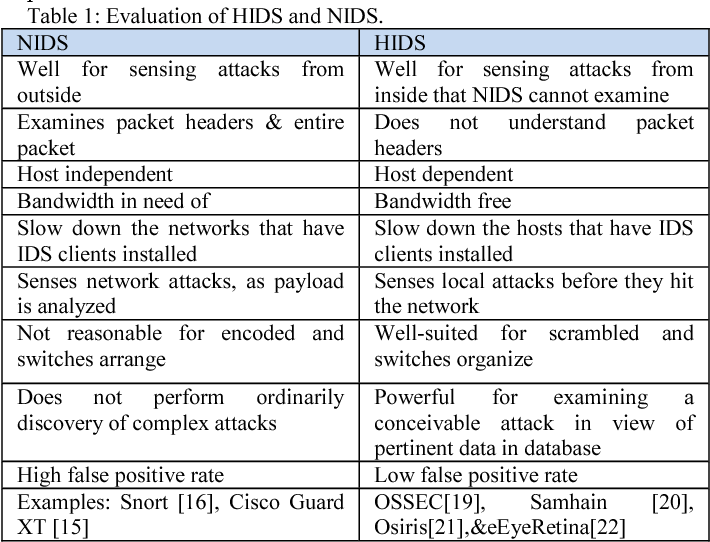 Table 1: Evaluation of HIDS and NIDS.
NIDS
HIDS
Well for sensing attacks from
outside
Well for sensing attacks from
inside that NIDS cannot examine
Examines packet headers & entire
packet
Does not understand packet
headers
Host independent
Host dependent
Bandwidth in need of
Bandwidth free
Slow down the networks that have
IDS clients installed
Slow down the hosts that have IDS
clients installed
Senses network attacks, as payload
is analyzed
Senses local attacks before they hit
the network
Not reasonable for encoded and
switches arrange
Well-suited for scrambled and
switches organize
Does not perform ordinarily
discovery of complex attacks
Powerful for examining a
conceivable attack in view of
pertinent data in database
High false positive rate
Low false positive rate
Examples: Snort [16], Cisco Guard
XT [15]
OSSEC[19], Samhain [20],
Osiris[21],&eEyeRetina[22]